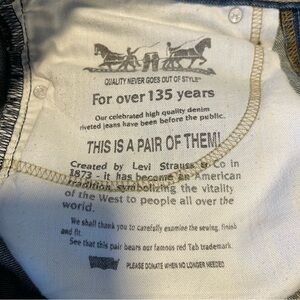 QUALITY NEVER GOES OUT OF STYLE®
For over 135 years
Our celebrated high quality denim
riveted jeans have been before the public.
THIS IS A PAIR OF THEM!
Created by Levi Strauss & Co in
1873 - it has become an American
tradition symbolizing the vitality
of the West to people all over the
world.
We shall thank you to carefully examine the sewing, finish
and fit.
See that this pair bears our famous red Tab trademark.
PLEASE DONATE WHEN NO LONGER NEEDED